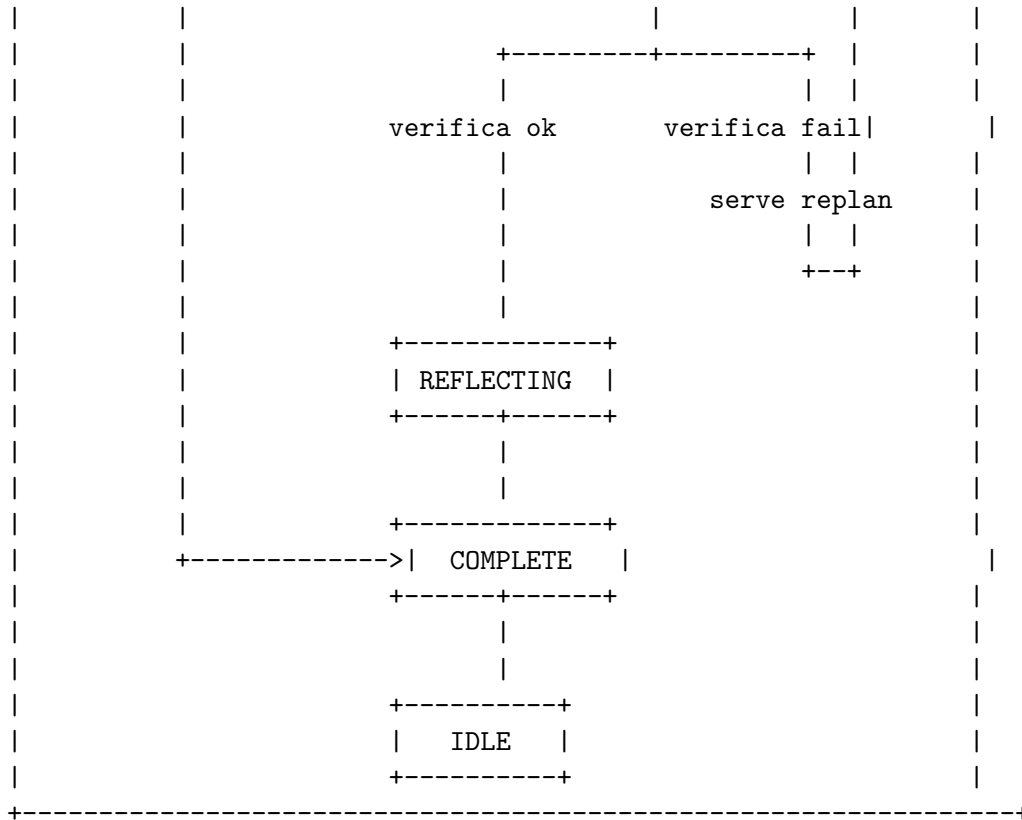 verifica ok verifica fail
serve replan
REFLECTING
COMPLETE
IDLE